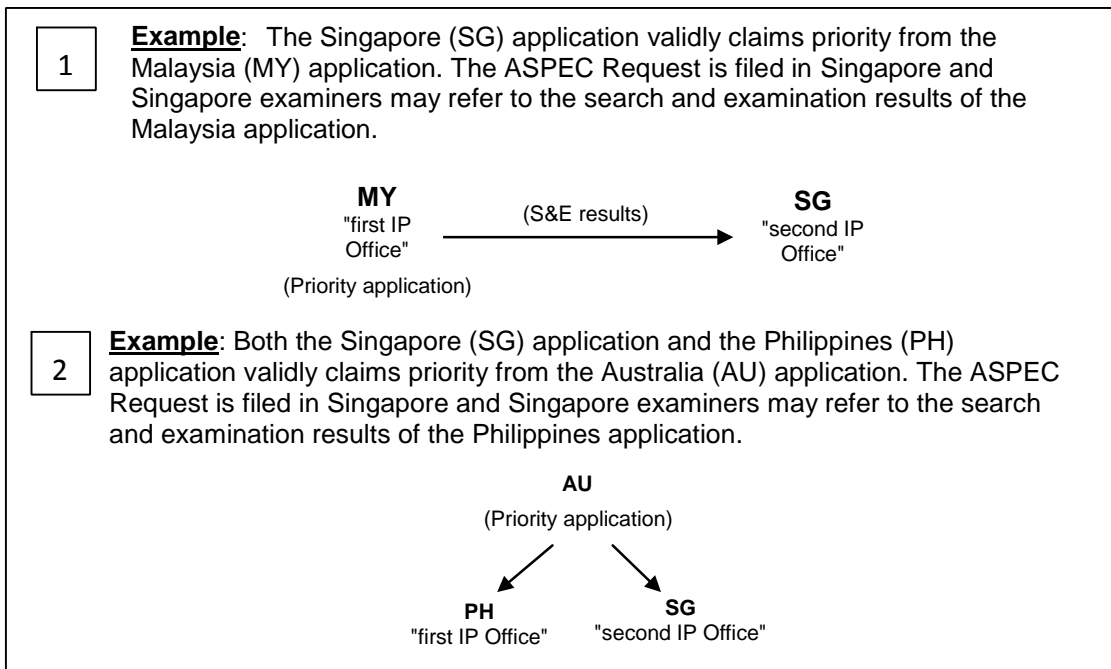 1
Example: The Singapore (SG) application validly claims priority from the
Malaysia (MY) application. The ASPEC Request is filed in Singapore and
Singapore examiners may refer to the search and examination results of the
Malaysia application.
MY
"first IP
Office"
(Priority application)
(S&E results)
SG
"second IP
Office"
2
Example: Both the Singapore (SG) application and the Philippines (PH)
application validly claims priority from the Australia (AU) application. The ASPEC
Request is filed in Singapore and Singapore examiners may refer to the search
and examination results of the Philippines application.
AU
(Priority application)
PH
"first IP Office"
SG
"second IP Office"